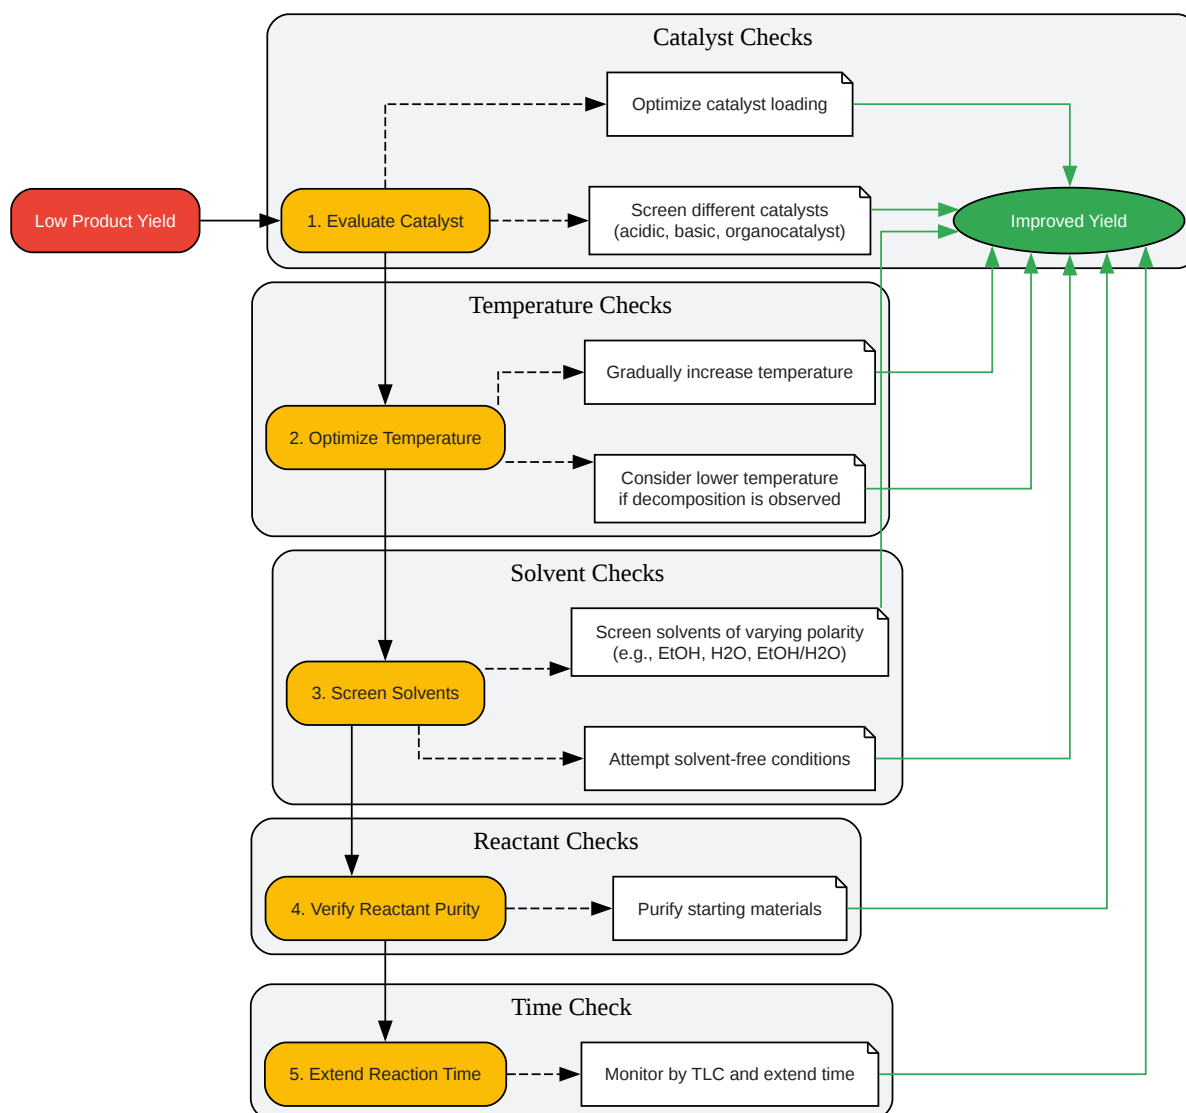 Catalyst Checks
Optimize catalyst loading
Low Product Yield
1. Evaluate Catalyst
Screen different catalysts
(acidic, basic, organocatalyst)
Improved Yield
Temperature Checks
Gradually increase temperature
2. Optimize Temperature
Consider lower temperature
if decomposition is observed
Solvent Checks
Screen solvents of varying polarity
(e.g., EtOH, H2O, EtOH/H2O)
3. Screen Solvents
Attempt solvent-free conditions
Reactant Checks
4. Verify Reactant Purity
Purify starting materials
Time Check
5. Extend Reaction Time
Monitor by TLC and extend time